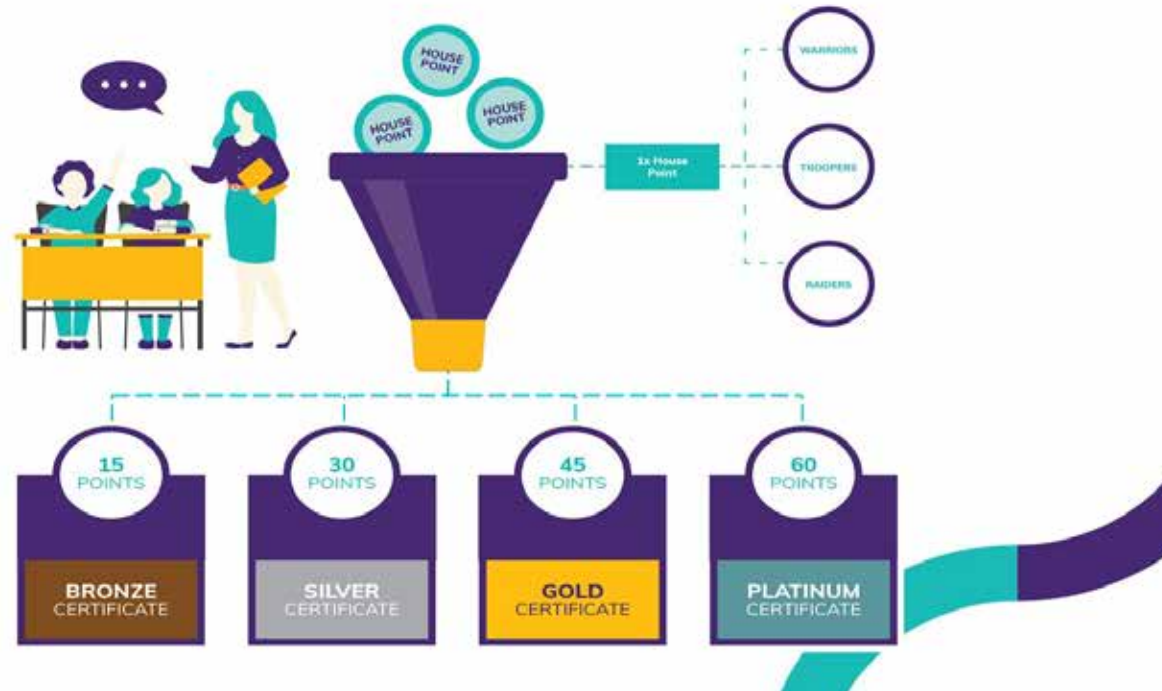 HOUSE
POINT
HOUSE
POINT
HOUSE
POINT
WARRIORS
1x House
Point
TROOPERS
RAIDERS
15
POINTS
30
POINTS
45
POINTS
60
POINTS
BRONZE
CERTIFICATE
SILVER
CERTIFICATE
GOLD
CERTIFICATE
PLATINUM
CERTIFICATE